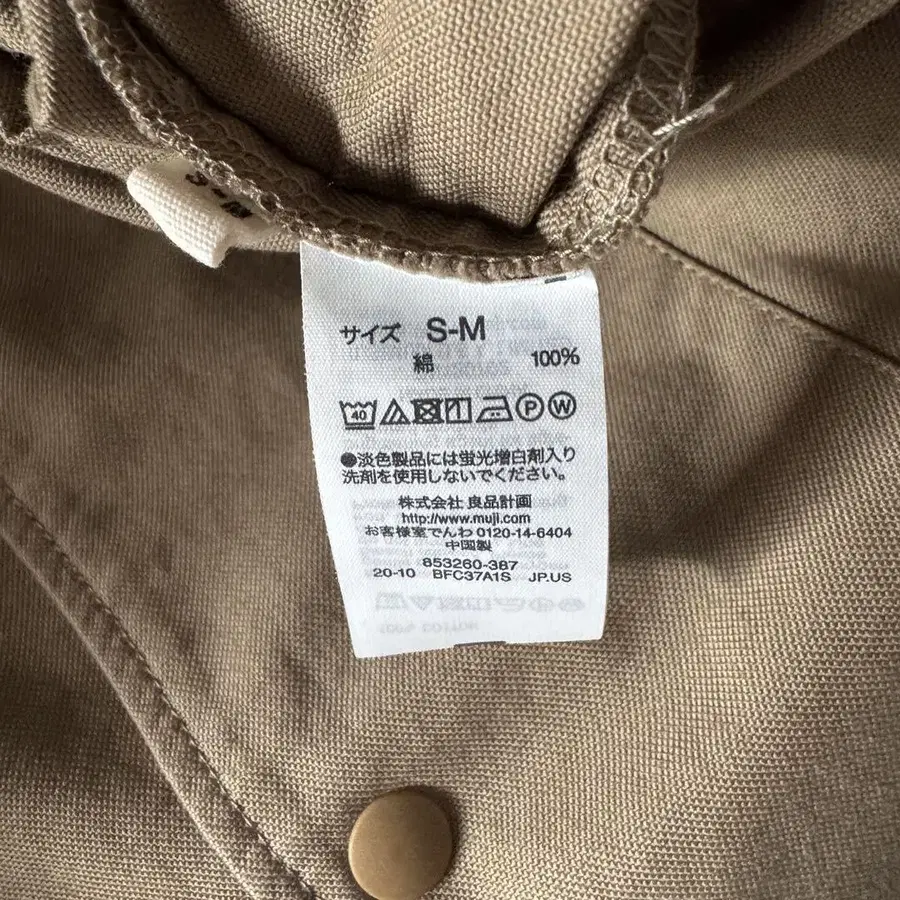 サイズ S-M
綿 100%
40 P W
●淡色製品には蛍光増白剤入り
洗剤を使用しないでください。
株式会社 良品計画
http://www.muji.com
お客様室でんわ 0120-14-6404
中国製
853260-387
20-10 BFC37A1S JP.US